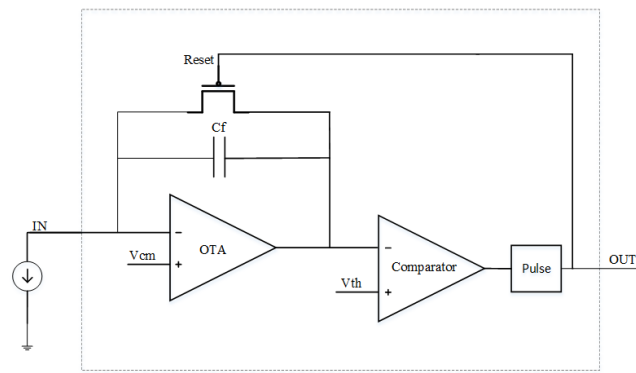 Reset
Cf
IN
−
OTA
Vcm
+
−
Comparator
Vth
+
Pulse
OUT